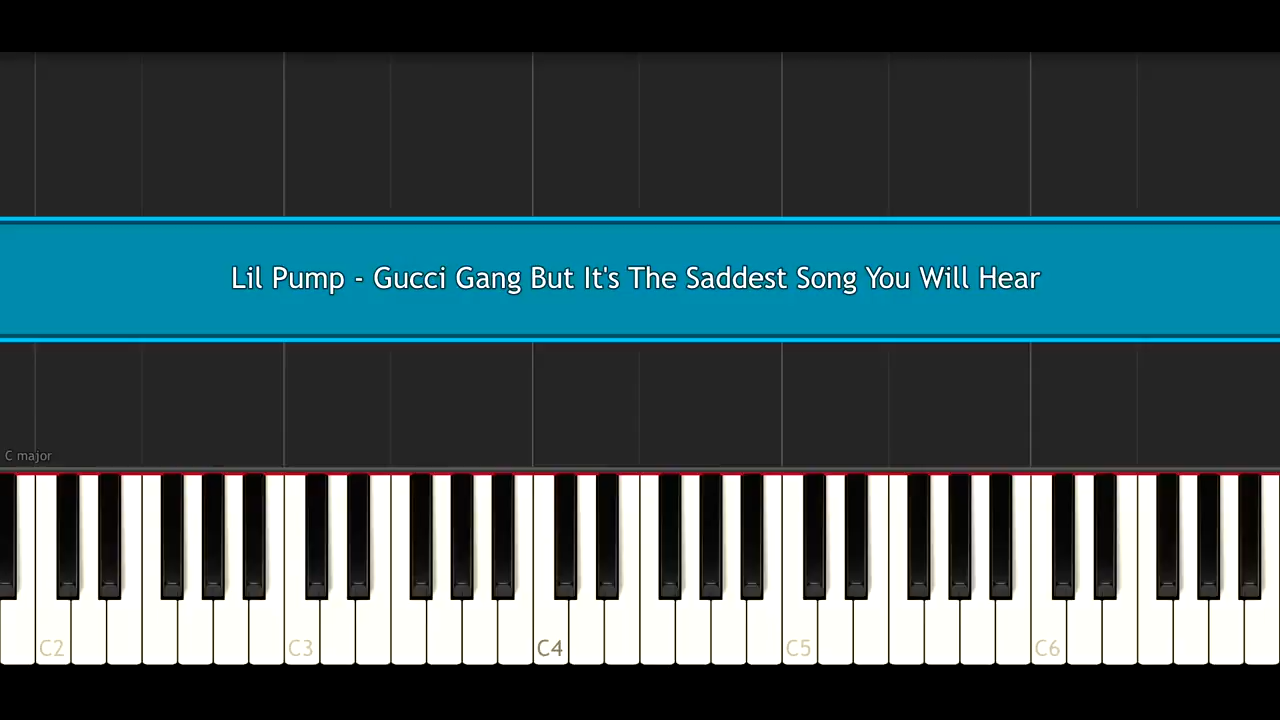 Lil Pump - Gucci Gang But It's The Saddest Song You Will Hear
C major
C2 C3 C4 C5 C6